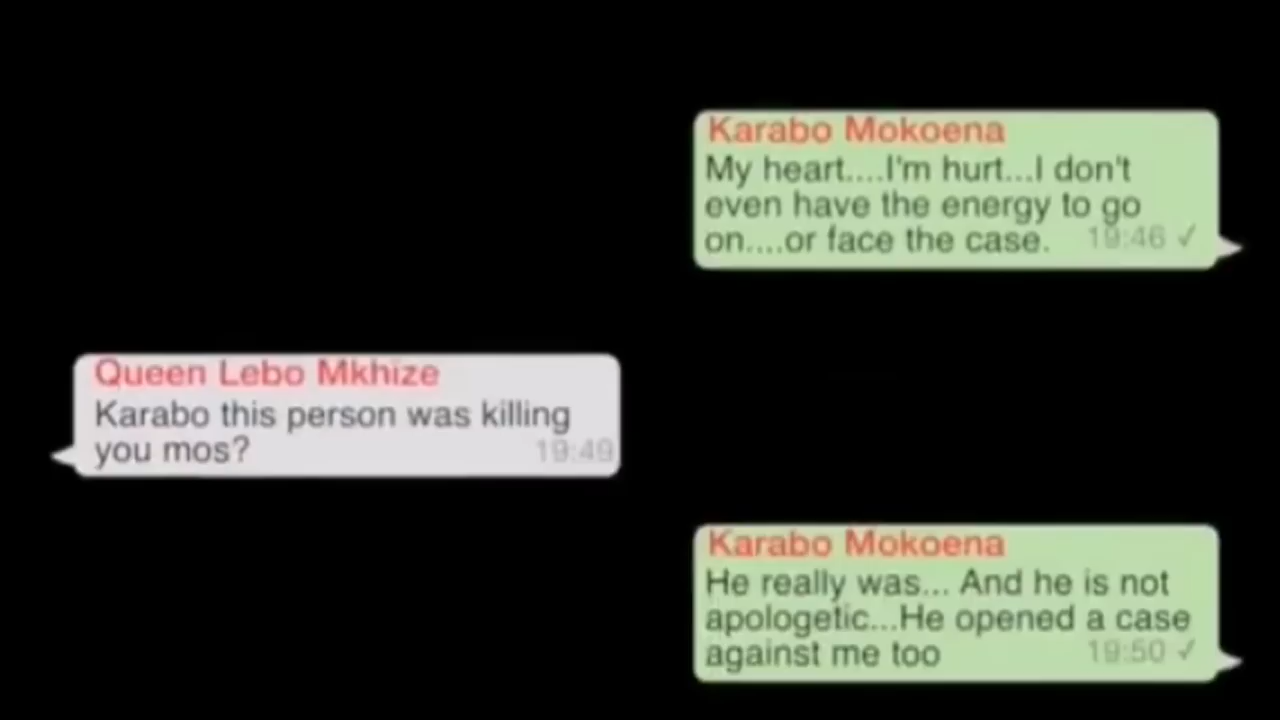 Karabo Mokoena
My heart....I'm hurt...I don't
even have the energy to go
on....or face the case. 19:46 ✓
Queen Lebo Mkhize
Karabo this person was killing
you mos? 19:49
Karabo Mokoena
He really was... And he is not
apologetic...He opened a case
against me too 19:50 ✓